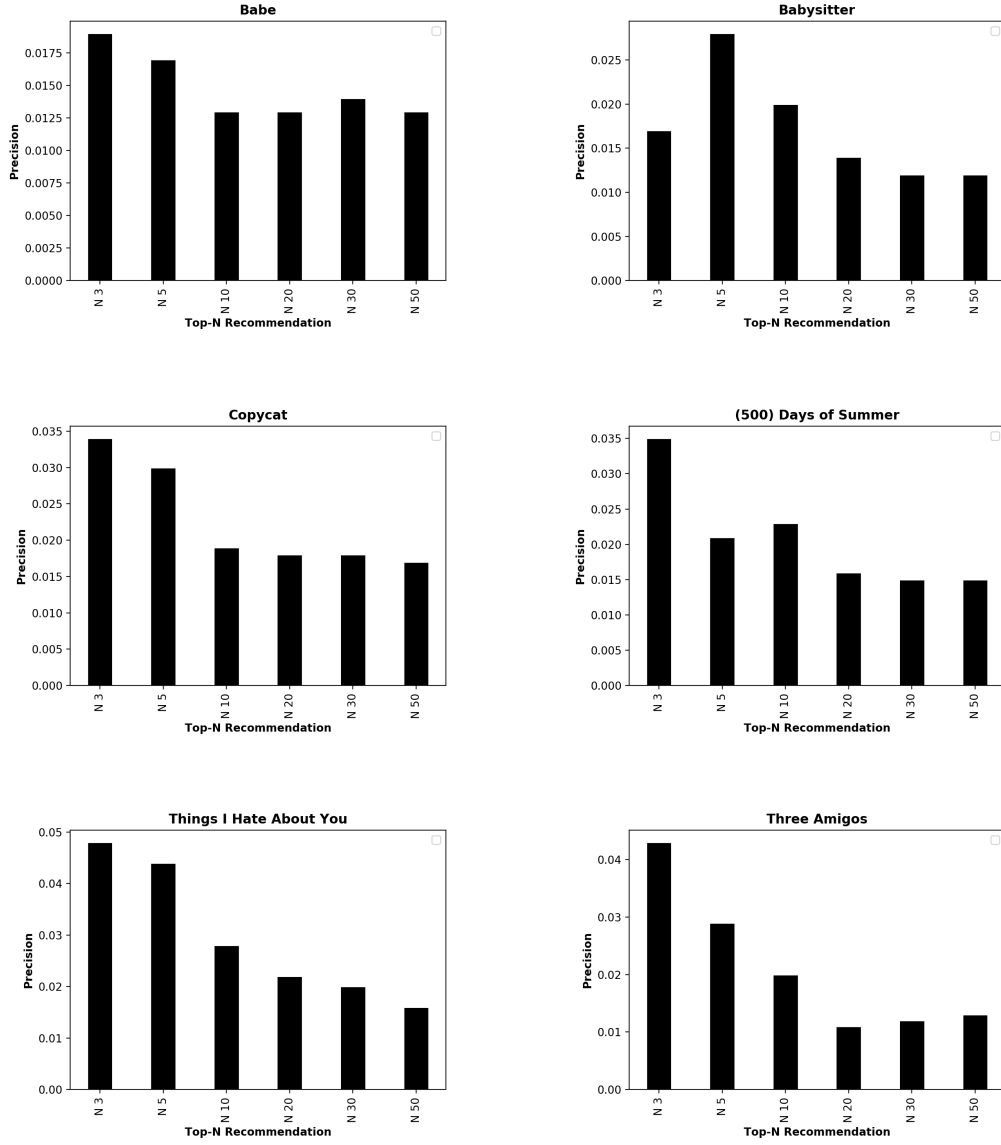 Babe
Precision
0.0175
0.0150
0.0125
0.0100
0.0075
0.0050
0.0025
0.0000
N 3
N 5
N 10
N 20
N 30
N 50
Top-N Recommendation
Babysitter
Precision
0.025
0.020
0.015
0.010
0.005
0.000
N 3
N 5
N 10
N 20
N 30
N 50
Top-N Recommendation
Copycat
Precision
0.035
0.030
0.025
0.020
0.015
0.010
0.005
0.000
N 3
N 5
N 10
N 20
N 30
N 50
Top-N Recommendation
(500) Days of Summer
Precision
0.035
0.030
0.025
0.020
0.015
0.010
0.005
0.000
N 3
N 5
N 10
N 20
N 30
N 50
Top-N Recommendation
Things I Hate About You
Precision
0.05
0.04
0.03
0.02
0.01
0.00
N 3
N 5
N 10
N 20
N 30
N 50
Top-N Recommendation
Three Amigos
Precision
0.04
0.03
0.02
0.01
0.00
N 3
N 5
N 10
N 20
N 30
N 50
Top-N Recommendation